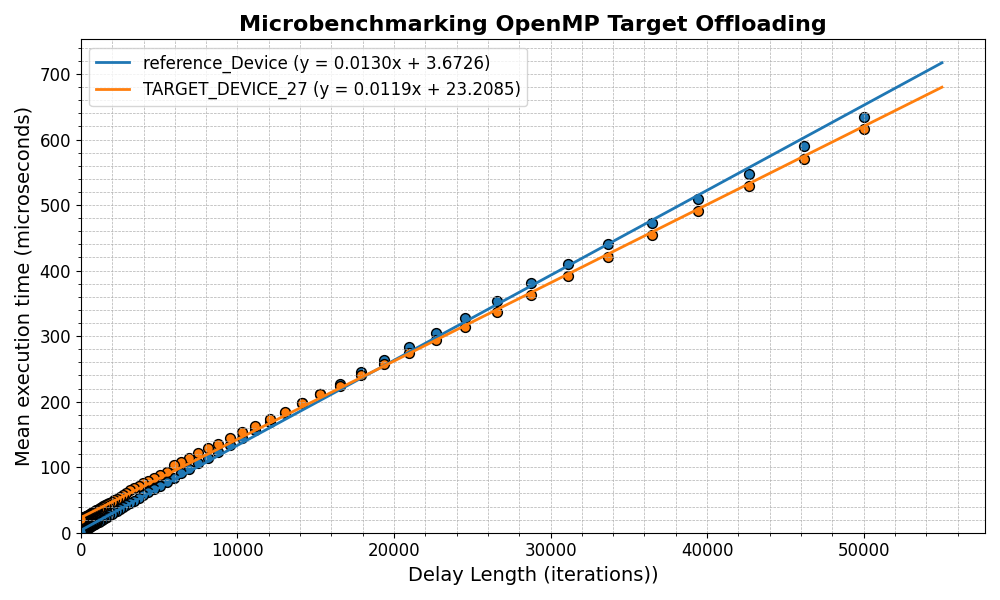 Microbenchmarking OpenMP Target Offloading
reference_Device (y = 0.0130x + 3.6726)
TARGET_DEVICE_27 (y = 0.0119x + 23.2085)
Mean execution time (microseconds)
700
600
500
400
300
200
100
0
0 10000 20000 30000 40000 50000
Delay Length (iterations))